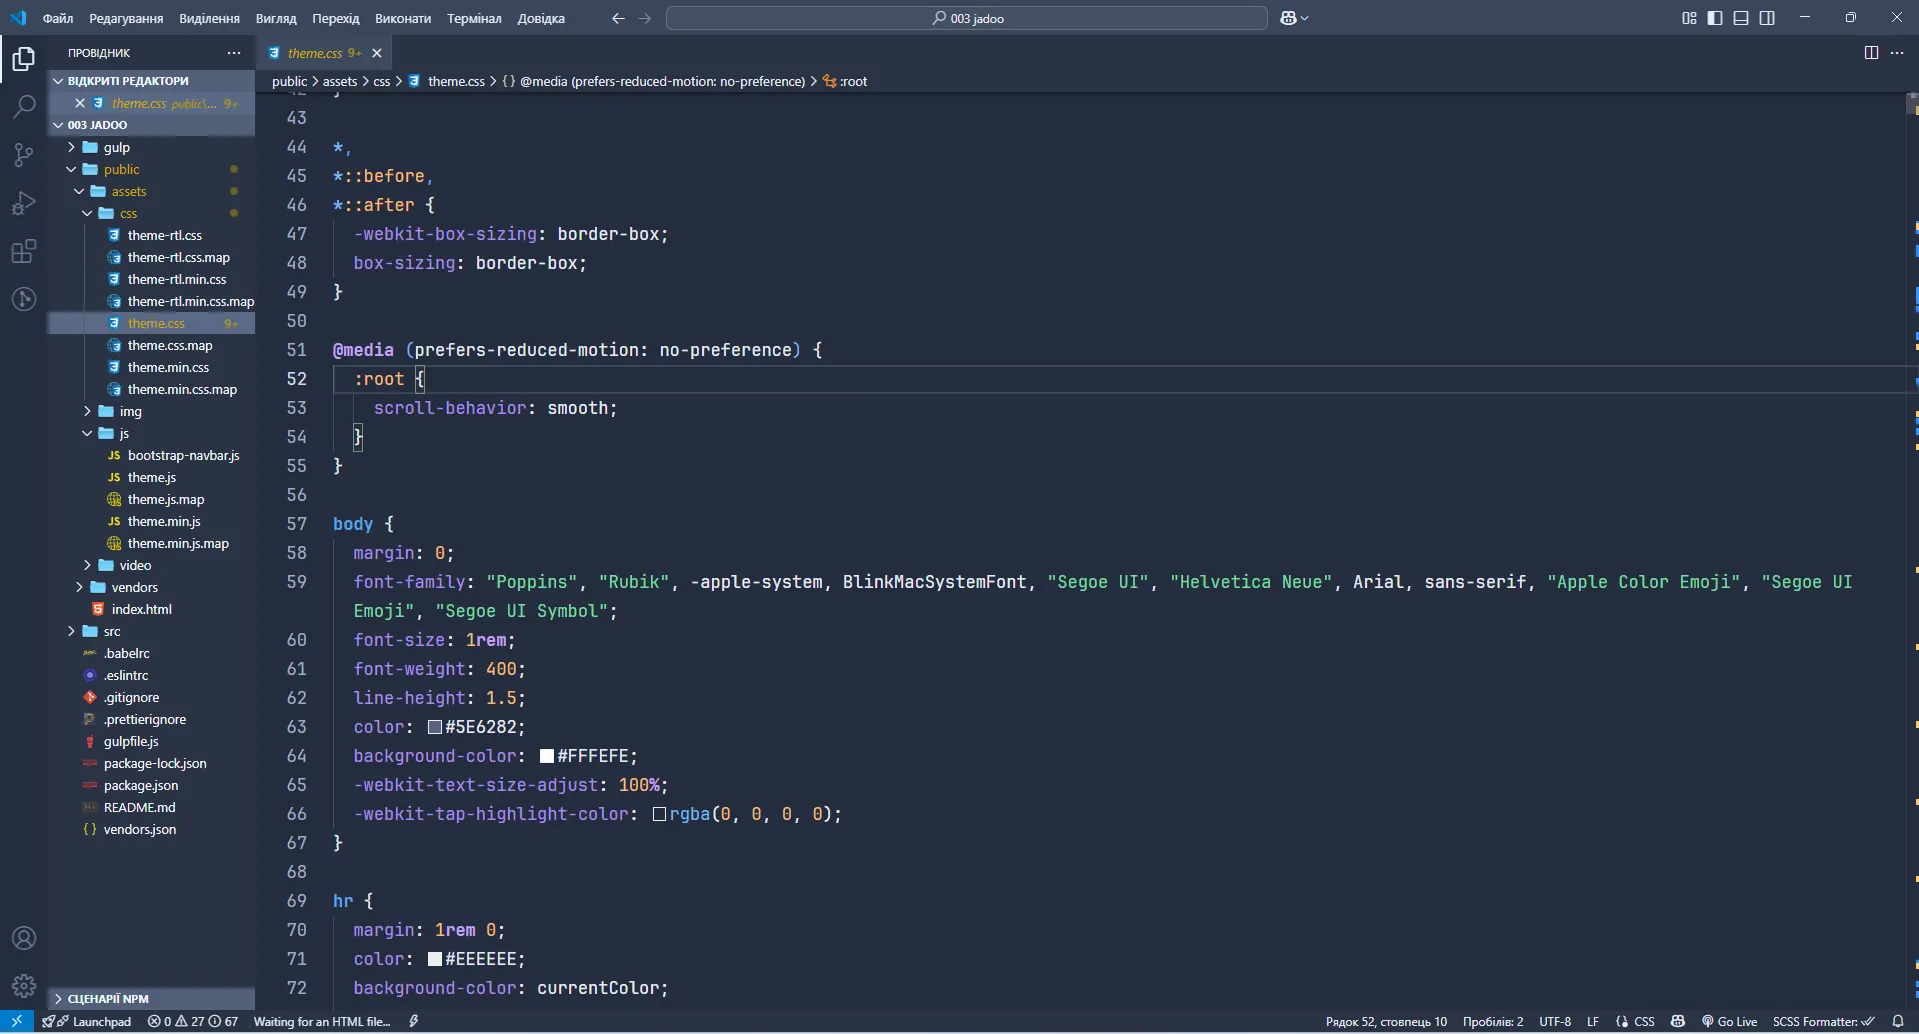 Файл Редагування Виділення Вигляд Перехід Виконати Термінал Довідка
003 jadoo
ПРОВІДНИК
theme.css 9+
ВІДКРИТІ РЕДАКТОРИ
theme.css public\... 9+
003 JADOO
gulp
public
assets
css
theme-rtl.css
theme-rtl.css.map
theme-rtl.min.css
theme-rtl.min.css.map
theme.css 9+
theme.css.map
theme.min.css
theme.min.css.map
img
js
bootstrap-navbar.js
theme.js
theme.js.map
theme.min.js
theme.min.js.map
video
vendors
index.html
src
.babelrc
.eslintrc
.gitignore
.prettierignore
gulpfile.js
package-lock.json
package.json
README.md
vendors.json
СЦЕНАРІЇ NPM
public > assets > css > theme.css > {} @media (prefers-reduced-motion: no-preference) > :root
43
44 *,
45 *::before,
46 *::after {
47 -webkit-box-sizing: border-box;
48 box-sizing: border-box;
49 }
50
51 @media (prefers-reduced-motion: no-preference) {
52 :root {
53 scroll-behavior: smooth;
54 }
55 }
56
57 body {
58 margin: 0;
59 font-family: "Poppins", "Rubik", -apple-system, BlinkMacSystemFont, "Segoe UI", "Helvetica Neue", Arial, sans-serif, "Apple Color Emoji", "Segoe UI
Emoji", "Segoe UI Symbol";
60 font-size: 1rem;
61 font-weight: 400;
62 line-height: 1.5;
63 color: #5E6282;
64 background-color: #FFFEFE;
65 -webkit-text-size-adjust: 100%;
66 -webkit-tap-highlight-color: rgba(0, 0, 0, 0);
67 }
68
69 hr {
70 margin: 1rem 0;
71 color: #EEEEEE;
72 background-color: currentColor;
Launchpad 0 27 67 Waiting for an HTML file... Рядок 52, стовпець 10 Пробілів: 2 UTF-8 LF {} CSS Go Live SCSS Formatter: